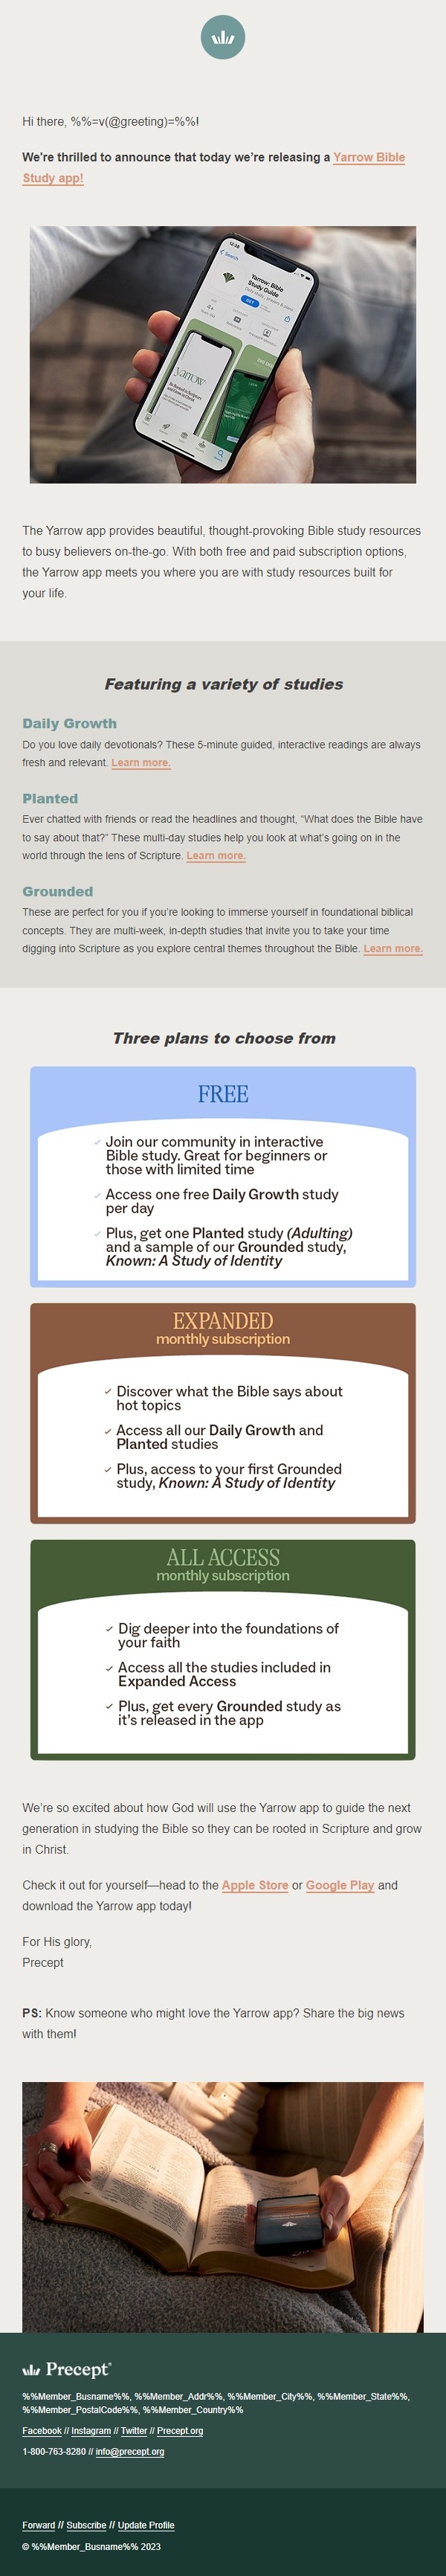 Hi there, %%=v(@greeting)=%%!
We're thrilled to announce that today we're releasing a Yarrow Bible
Study app!
12:38
Search
Yarrow: Bible
Study Guide
GET
yarrow
The Yarrow app provides beautiful, thought-provoking Bible study resources
to busy believers on-the-go. With both free and paid subscription options,
the Yarrow app meets you where you are with study resources built for
your life.
Featuring a variety of studies
Daily Growth
Do you love daily devotionals? These 5-minute guided, interactive readings are always
fresh and relevant. Learn more.
Planted
Ever chatted with friends or read the headlines and thought, “What does the Bible have
to say about that?” These multi-day studies help you look at what’s going on in the
world through the lens of Scripture. Learn more.
Grounded
These are perfect for you if you’re looking to immerse yourself in foundational biblical
concepts. They are multi-week, in-depth studies that invite you to take your time
digging into Scripture as you explore central themes throughout the Bible. Learn more.
Three plans to choose from
FREE
Join our community in interactive
Bible study. Great for beginners or
those with limited time
Access one free Daily Growth study
per day
Plus, get one Planted study (Adulting)
and a sample of our Grounded study,
Known: A Study of Identity
EXPANDED
monthly subscription
Discover what the Bible says about
hot topics
Access all our Daily Growth and
Planted studies
Plus, access to your first Grounded
study, Known: A Study of Identity
ALL ACCESS
monthly subscription
Dig deeper into the foundations of
your faith
Access all the studies included in
Expanded Access
Plus, get every Grounded study as
it’s released in the app
We’re so excited about how God will use the Yarrow app to guide the next
generation in studying the Bible so they can be rooted in Scripture and grow
in Christ.
Check it out for yourself—head to the Apple Store or Google Play and
download the Yarrow app today!
For His glory,
Precept
PS: Know someone who might love the Yarrow app? Share the big news
with them!
Precept
%%Member_Busname%%, %%Member_Addr%%, %%Member_City%%, %%Member_State%%,
%%Member_PostalCode%%, %%Member_Country%%
Facebook // Instagram // Twitter // Precept.org
1-800-763-8280 // info@precept.org
Forward // Subscribe // Update Profile
© %%Member_Busname%% 2023